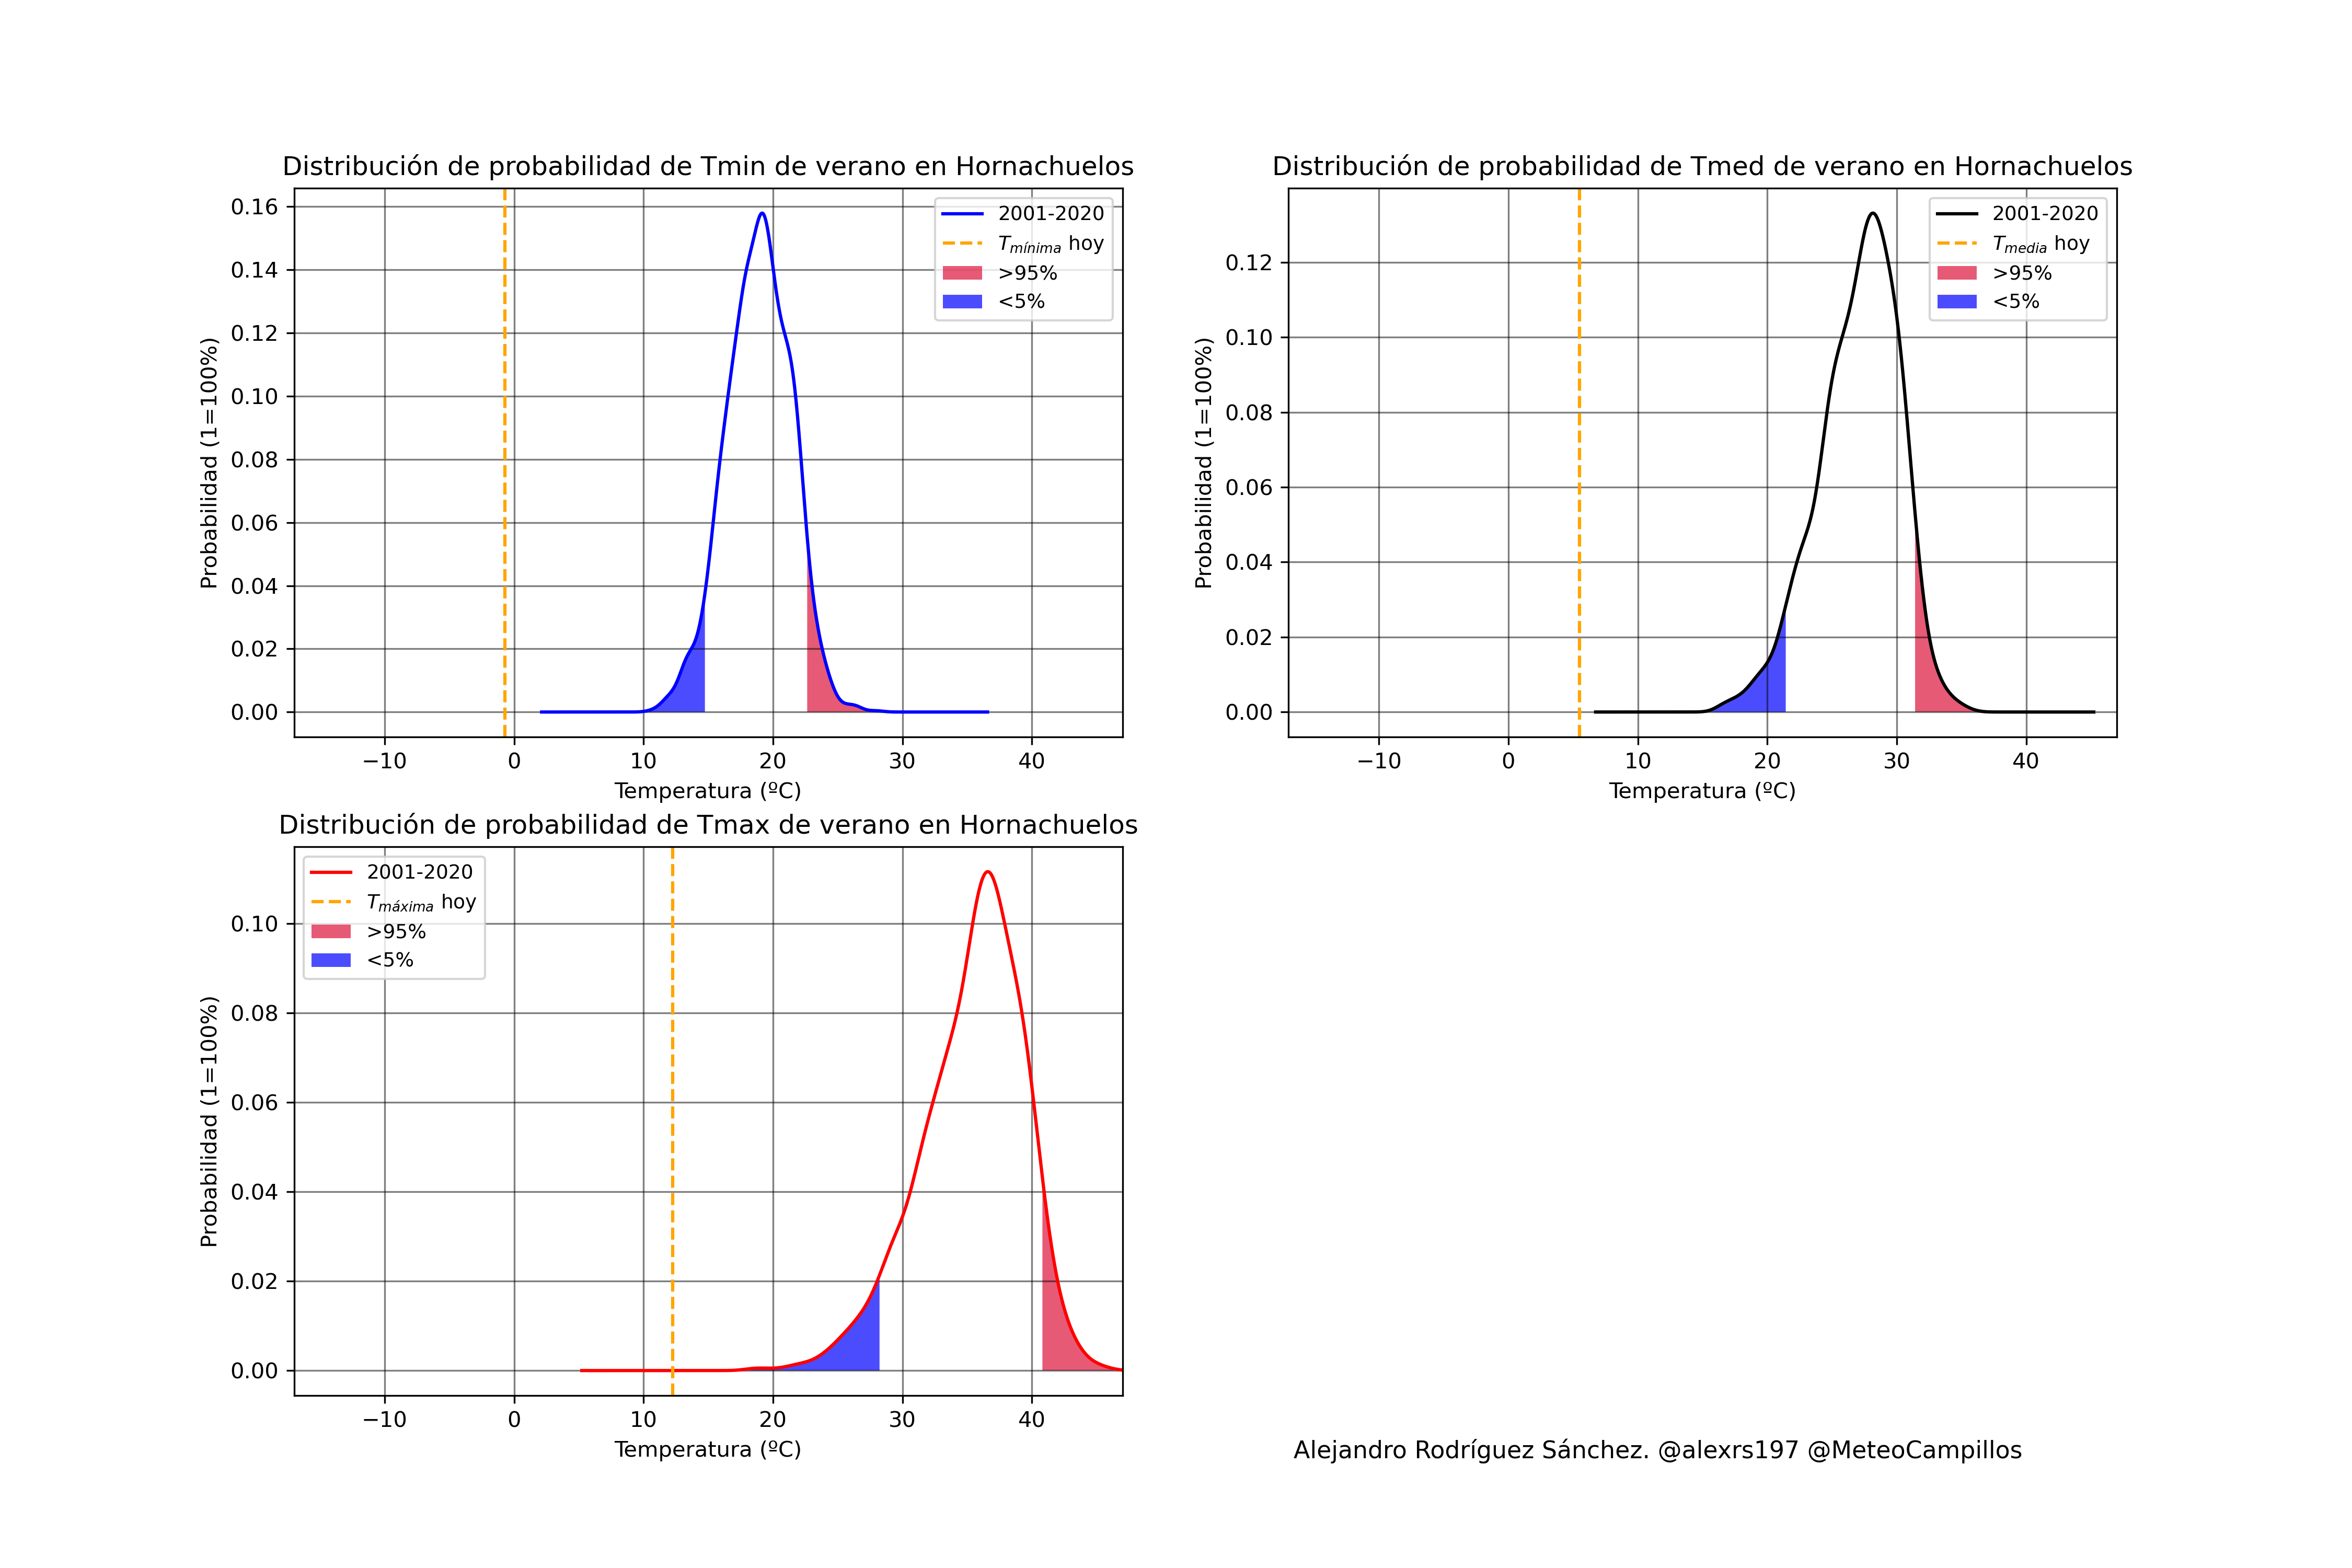 Distribución de probabilidad de Tmin de verano en Hornachuelos
Probabilidad (1=100%)
0.16
0.14
0.12
0.10
0.08
0.06
0.04
0.02
0.00
2001-2020
Tmínima hoy
>95%
<5%
−10 0 10 20 30 40
Temperatura (ºC)
Distribución de probabilidad de Tmed de verano en Hornachuelos
Probabilidad (1=100%)
0.12
0.10
0.08
0.06
0.04
0.02
0.00
2001-2020
Tmedia hoy
>95%
<5%
−10 0 10 20 30 40
Temperatura (ºC)
Distribución de probabilidad de Tmax de verano en Hornachuelos
Probabilidad (1=100%)
0.10
0.08
0.06
0.04
0.02
0.00
2001-2020
Tmáxima hoy
>95%
<5%
−10 0 10 20 30 40
Temperatura (ºC)
Alejandro Rodríguez Sánchez. @alexrs197 @MeteoCampillos